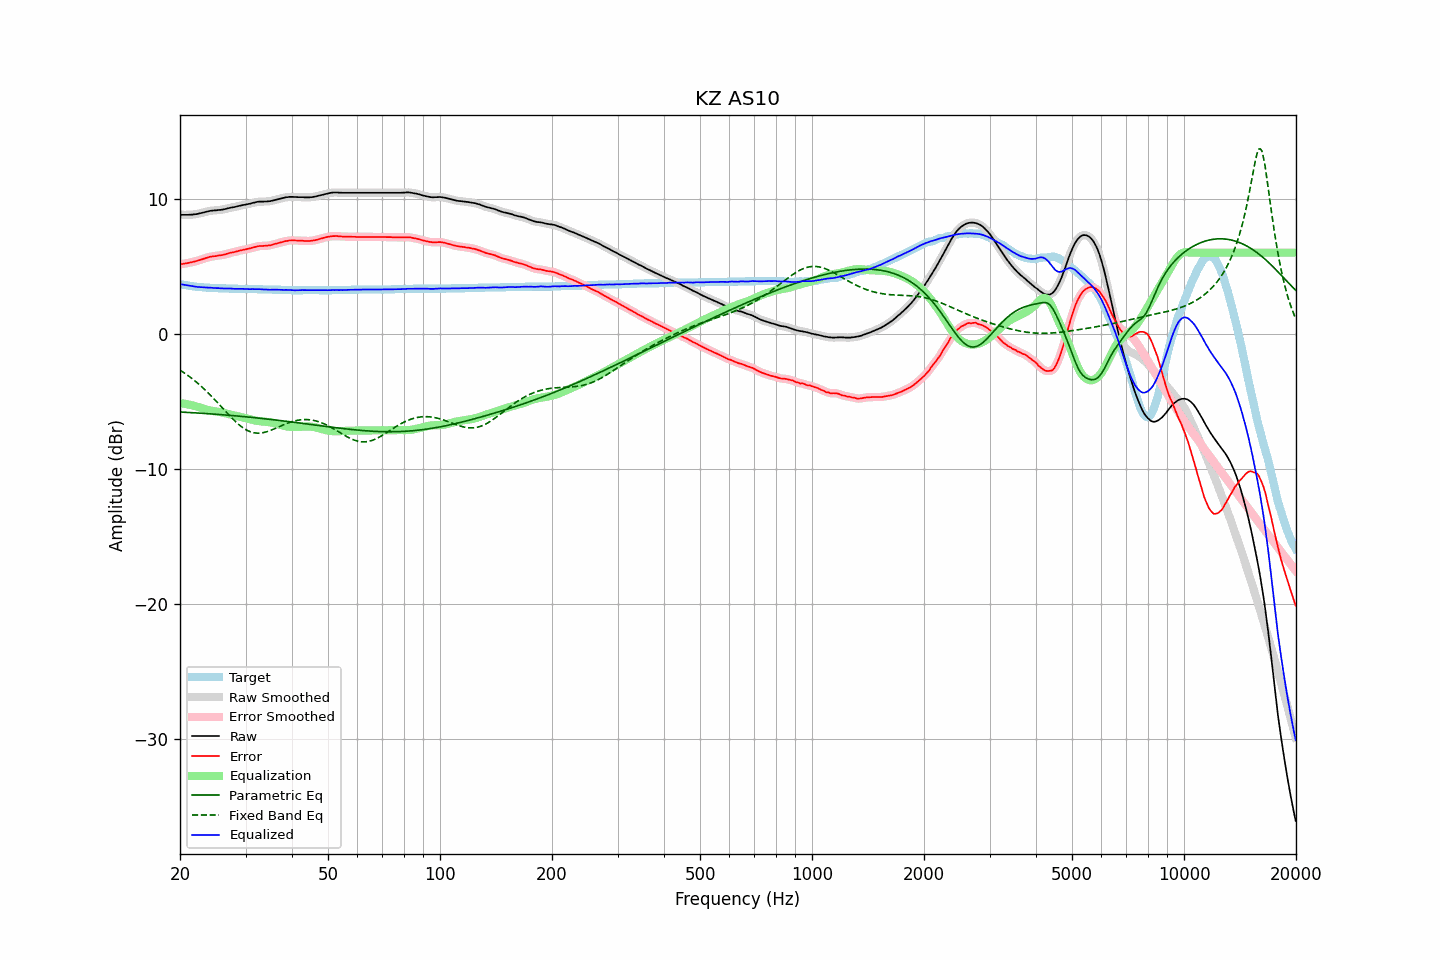 KZ AS10
Amplitude (dBr)
10
0
−10
−20
−30
Target
Raw Smoothed
Error Smoothed
Raw
Error
Equalization
Parametric Eq
Fixed Band Eq
Equalized
20 50 100 200 500 1000 2000 5000 10000 20000
Frequency (Hz)